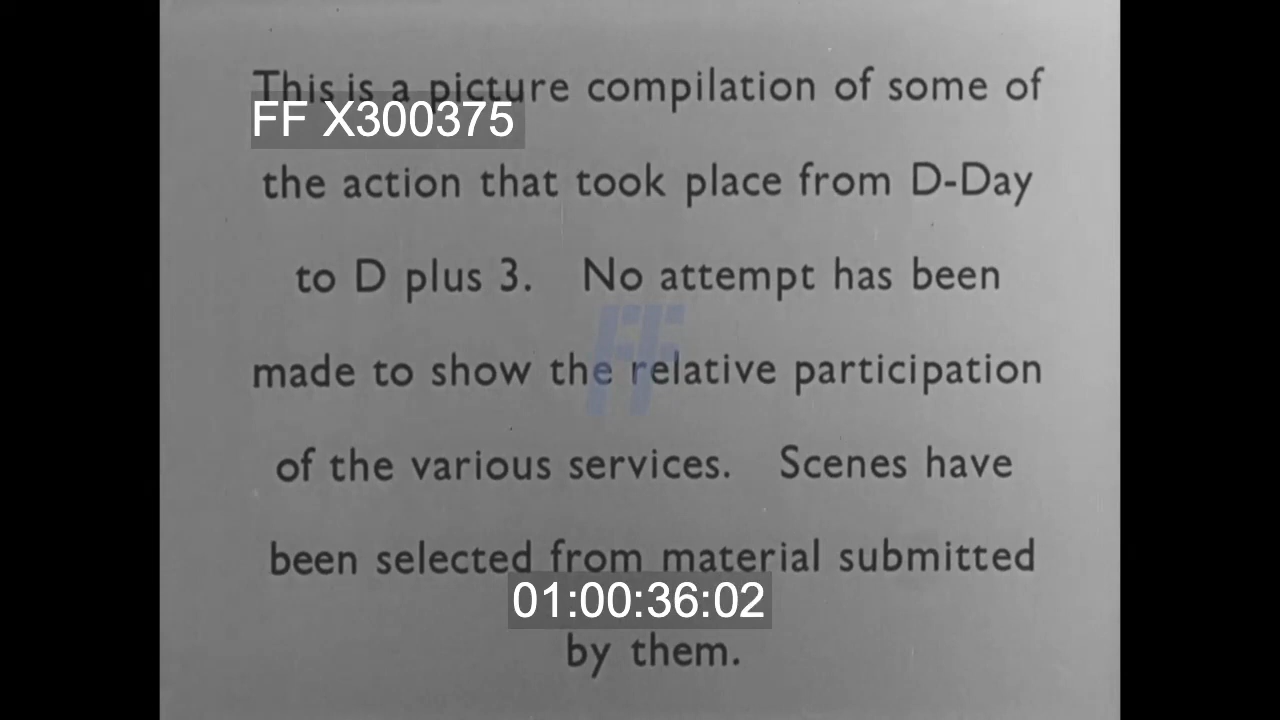 This is a picture compilation of some of
FF X300375
the action that took place from D-Day
to D plus 3. No attempt has been
made to show the relative participation
FF
of the various services. Scenes have
been selected from material submitted
01:00:36:02
by them.